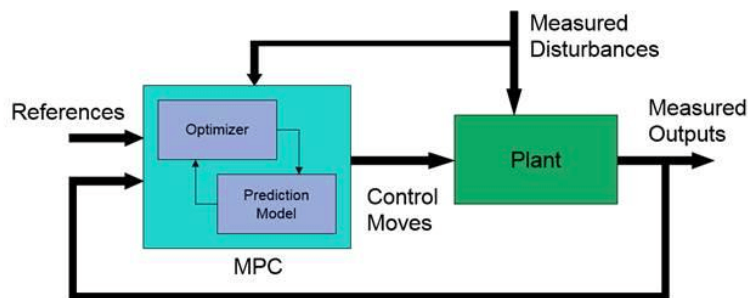 Measured
Disturbances
References
Optimizer
Prediction
Model
MPC
Control
Moves
Plant
Measured
Outputs